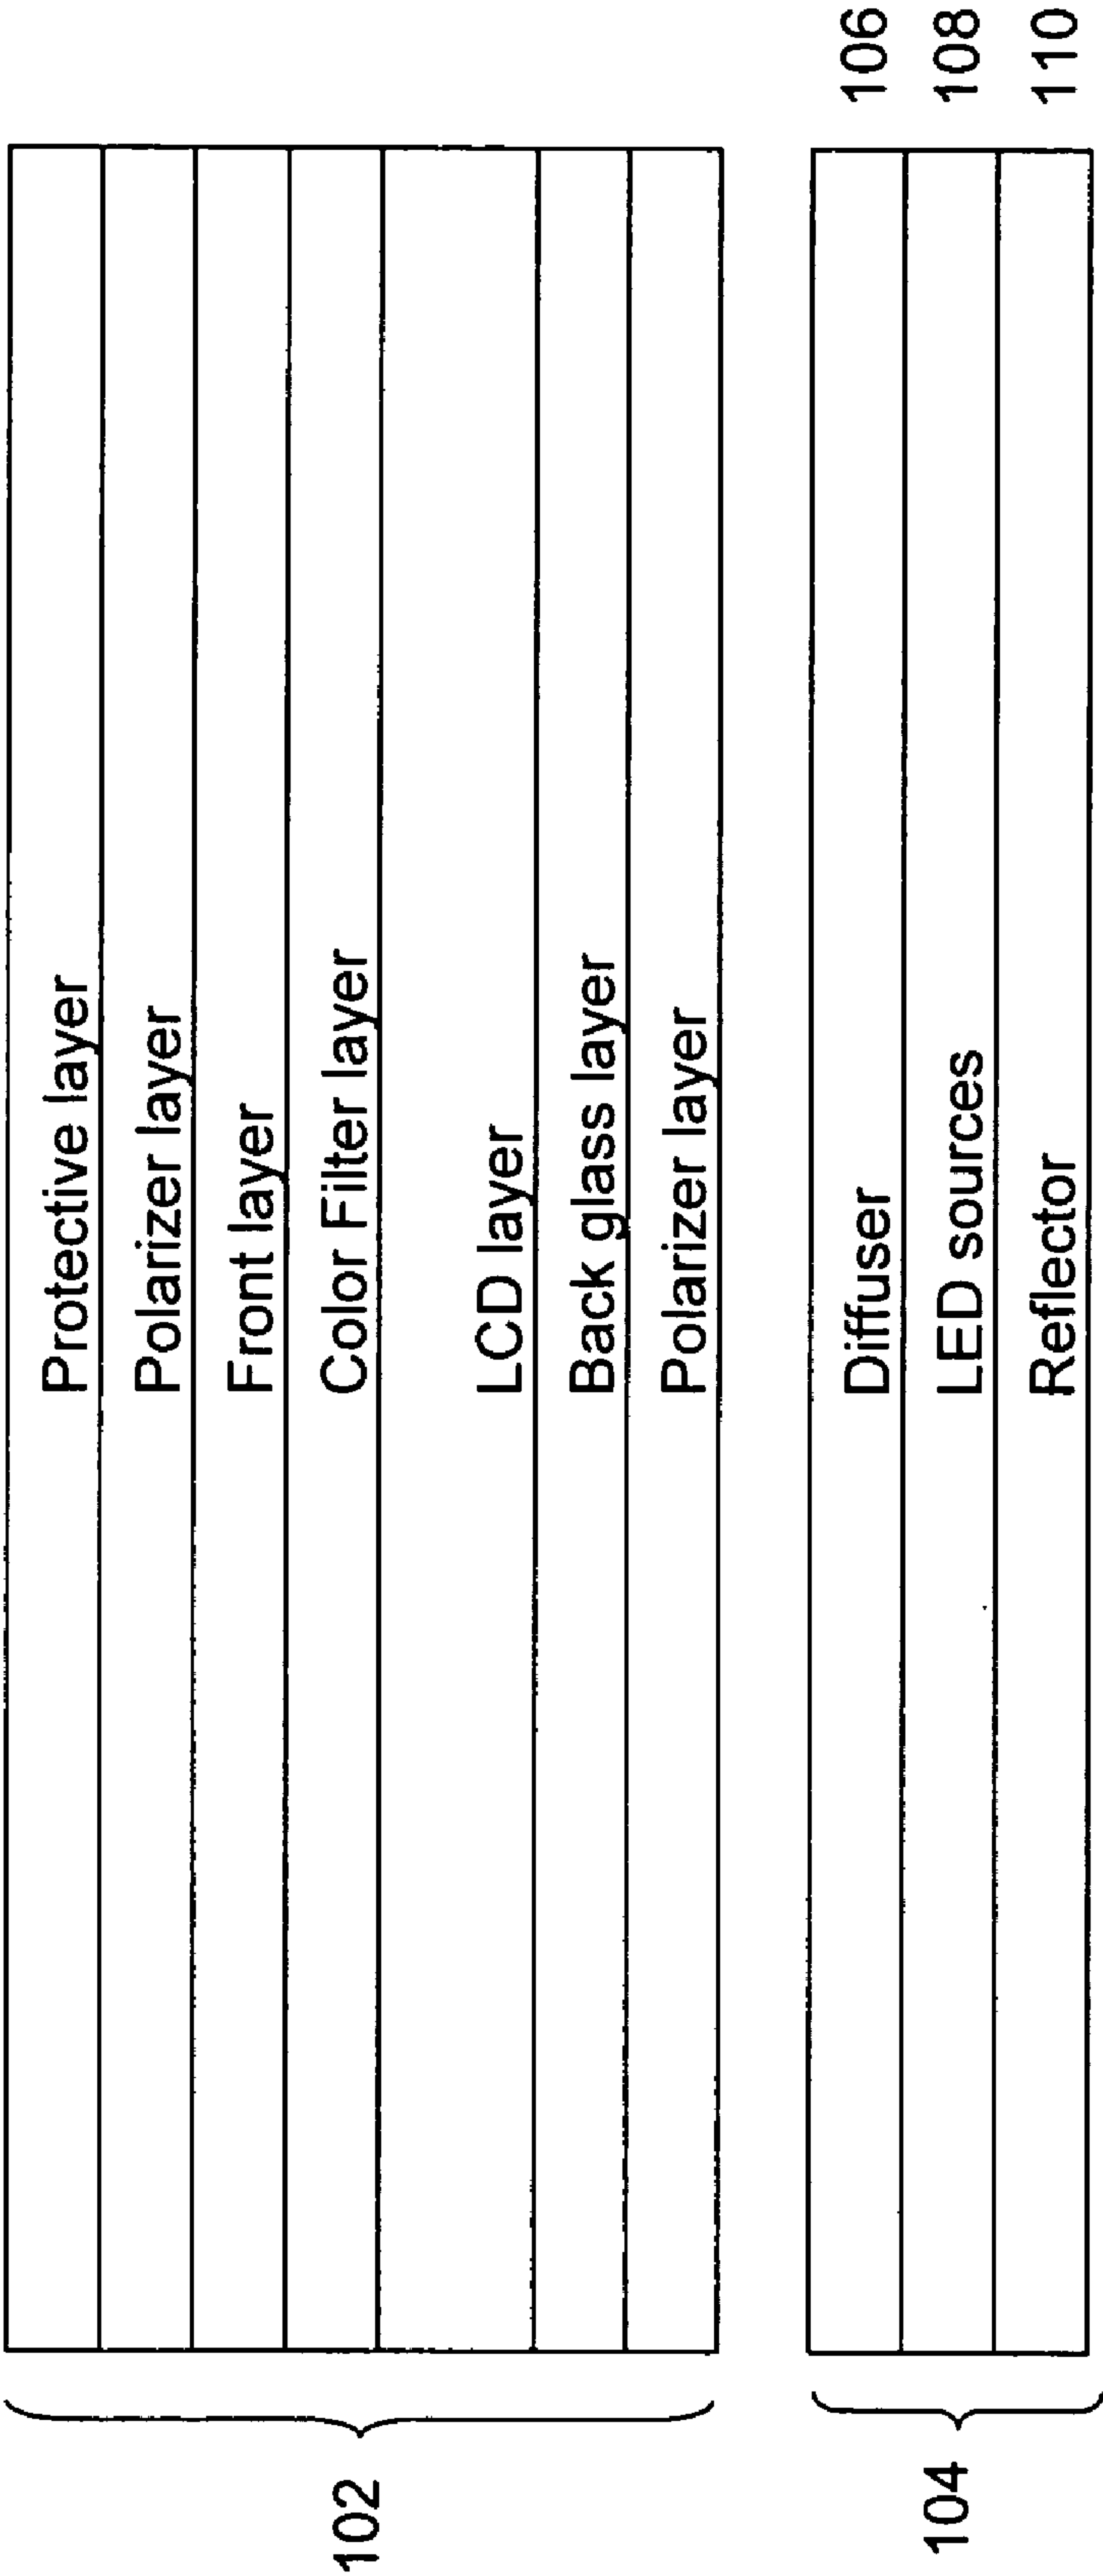 Protective layer
Polarizer layer
Front layer
Color Filter layer
LCD layer
Back glass layer
Polarizer layer
102
Diffuser 106
LED sources 108
Reflector 110
104